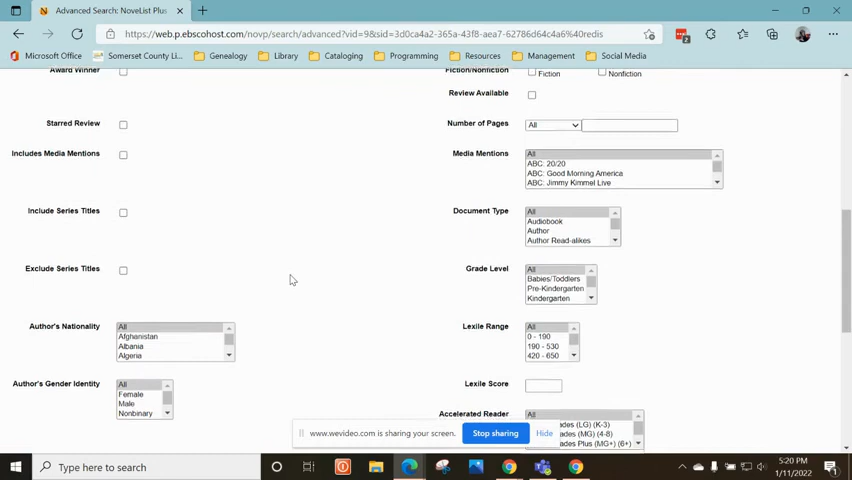 Advanced Search: NoveList Plus
https://web.p.ebscohost.com/novp/search/advanced?vid=9&sid=3d0ca4a2-365a-43f8-aea7-62786d64c4a6%40redis
2
Microsoft Office Somerset County Li... Genealogy Library Cataloging Programming Resources Management Social Media
Award Winner Fiction/Nonfiction Fiction Nonfiction
Review Available
Starred Review Number of Pages All
Includes Media Mentions Media Mentions All
ABC: 20/20
ABC: Good Morning America
ABC: Jimmy Kimmel Live
Include Series Titles Document Type All
Audiobook
Author
Author Read-alikes
Exclude Series Titles Grade Level All
Babies/Toddlers
Pre-Kindergarten
Kindergarten
Author's Nationality All Lexile Range All
Afghanistan 0 - 190
Albania 190 - 530
Algeria 420 - 650
Author's Gender Identity All Lexile Score
Female
Male
Nonbinary
Accelerated Reader All
rades (LG) (K-3)
rades (MG) (4-8)
rades Plus (MG+) (6+)
www.wevideo.com is sharing your screen. Stop sharing Hide
Type here to search
5:20 PM
1/11/2022